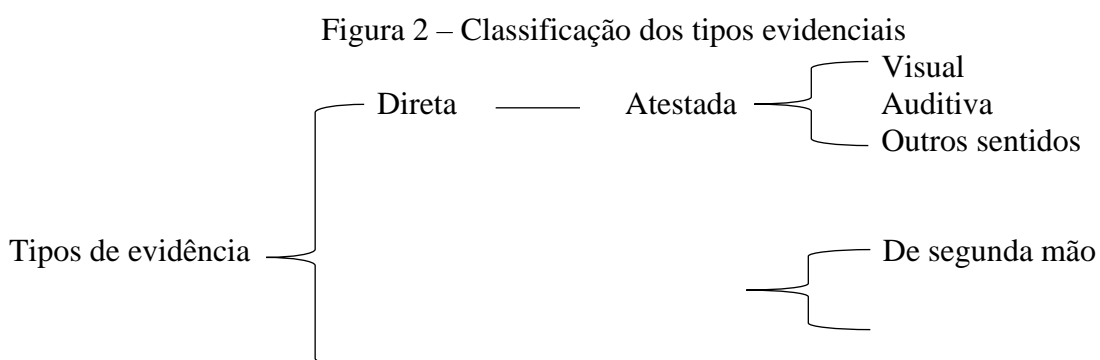 Figura 2 – Classificação dos tipos evidenciais
Visual
Direta Atestada Auditiva
Outros sentidos
Tipos de evidência De segunda mão